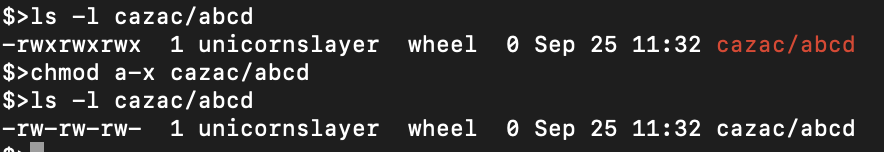 $>ls -l cazac/abcd
-rwxrwxrwx  1 unicornslayer  wheel  0 Sep 25 11:32 cazac/abcd
$>chmod a-x cazac/abcd
$>ls -l cazac/abcd
-rw-rw-rw-  1 unicornslayer  wheel  0 Sep 25 11:32 cazac/abcd
$>